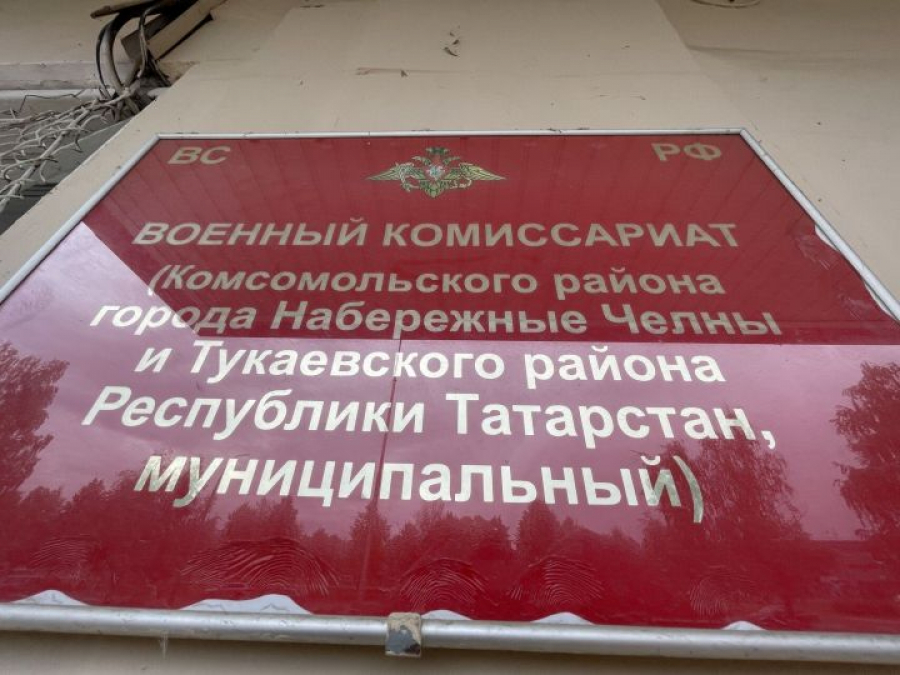 ВС РФ
ВОЕННЫЙ КОМИССАРИАТ
(Комсомольского района
города Набережные Челны
и Тукаевского района
Республики Татарстан,
муниципальный)